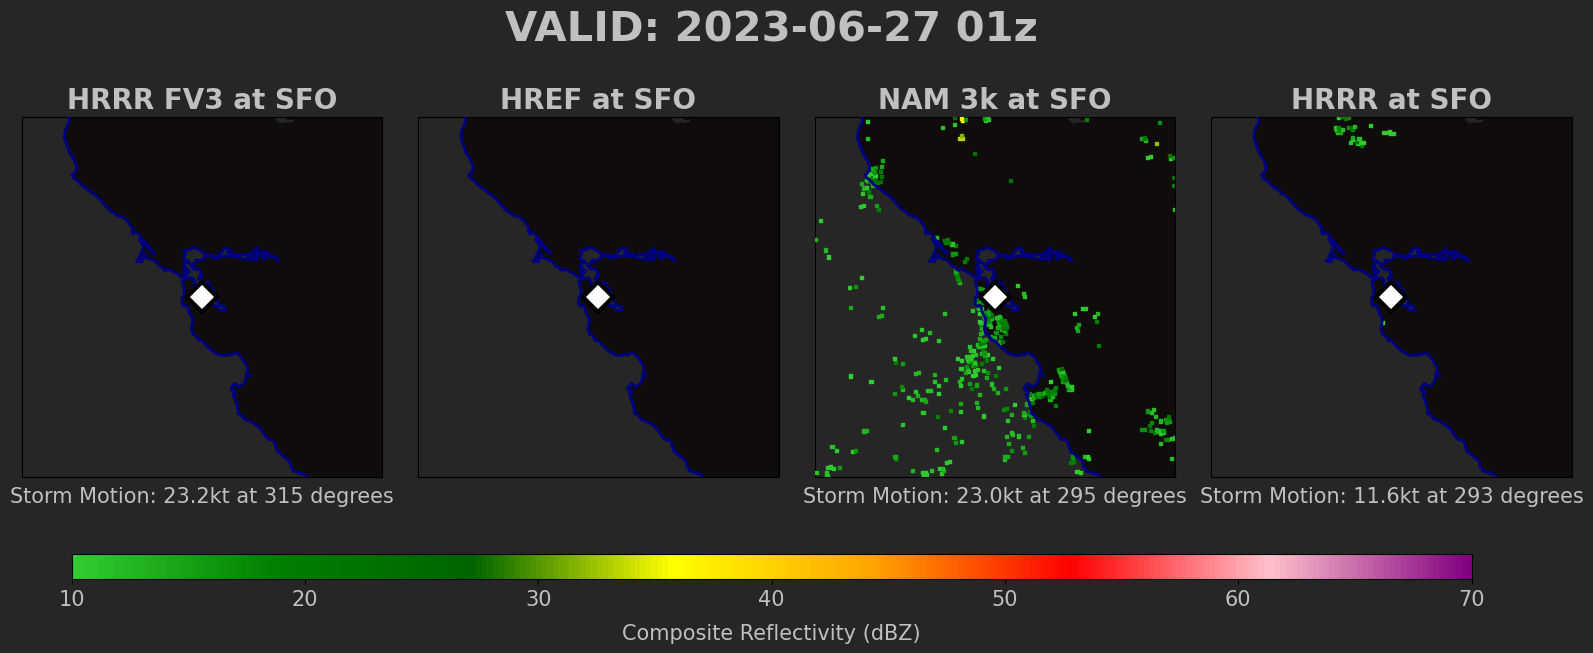 VALID: 2023-06-27 01z
HRRR FV3 at SFO
HREF at SFO
NAM 3k at SFO
HRRR at SFO
Storm Motion: 23.2kt at 315 degrees
Storm Motion: 23.0kt at 295 degrees
Storm Motion: 11.6kt at 293 degrees
10 20 30 40 50 60 70
Composite Reflectivity (dBZ)